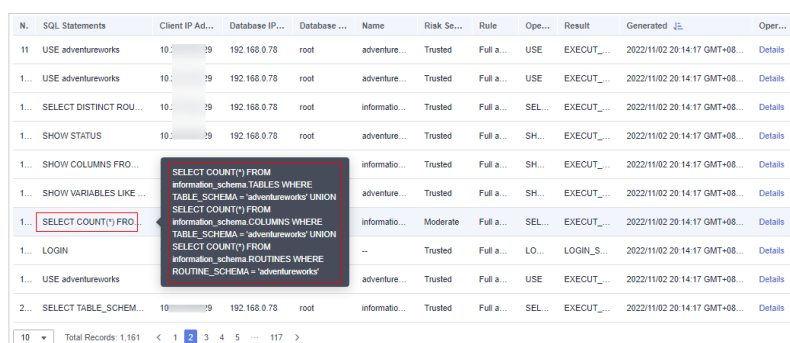 N. SQL Statements Client IP Ad... Database IP... Database ... Name Risk Se... Rule Ope... Result Generated Oper...
11 USE adventureworks 10. 29 192.168.0.78 root adventure... Trusted Full a... USE EXECUT_... 2022/11/02 20:14:17 GMT+08... Details
1... USE adventureworks 10. 29 192.168.0.78 root adventure... Trusted Full a... USE EXECUT_... 2022/11/02 20:14:17 GMT+08... Details
1... SELECT DISTINCT ROU... 10. 29 192.168.0.78 root informatio... Trusted Full a... SEL... EXECUT_... 2022/11/02 20:14:17 GMT+08... Details
1... SHOW STATUS 10. 29 192.168.0.78 root adventure... Trusted Full a... SH... EXECUT_... 2022/11/02 20:14:17 GMT+08... Details
1... SHOW COLUMNS FRO... informatio... Trusted Full a... SH... EXECUT_... 2022/11/02 20:14:17 GMT+08... Details
1... SHOW VARIABLES LIKE ... adventure... Trusted Full a... SH... EXECUT_... 2022/11/02 20:14:17 GMT+08... Details
1... SELECT COUNT(*) FRO... informatio... Moderate Full a... SEL... EXECUT_... 2022/11/02 20:14:17 GMT+08... Details
1... LOGIN -- Trusted Full a... LO... LOGIN_S... 2022/11/02 20:14:17 GMT+08... Details
1... USE adventureworks adventure... Trusted Full a... USE EXECUT_... 2022/11/02 20:14:17 GMT+08... Details
2... SELECT TABLE_SCHEM... 10 29 192.168.0.78 root informatio... Trusted Full a... SEL... EXECUT_... 2022/11/02 20:14:17 GMT+08... Details
SELECT COUNT(*) FROM
information_schema.TABLES WHERE
TABLE_SCHEMA = 'adventureworks' UNION
SELECT COUNT(*) FROM
information_schema.COLUMNS WHERE
TABLE_SCHEMA = 'adventureworks' UNION
SELECT COUNT(*) FROM
information_schema.ROUTINES WHERE
ROUTINE_SCHEMA = 'adventureworks'
10 Total Records: 1,161 < 1 2 3 4 5 ... 117 >